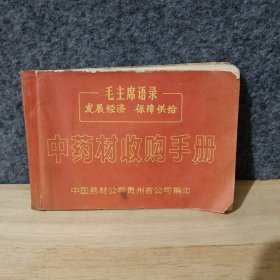 毛主席语录
发展经济 保障供给
中药材收购手册
中国药材公司贵州省公司编印